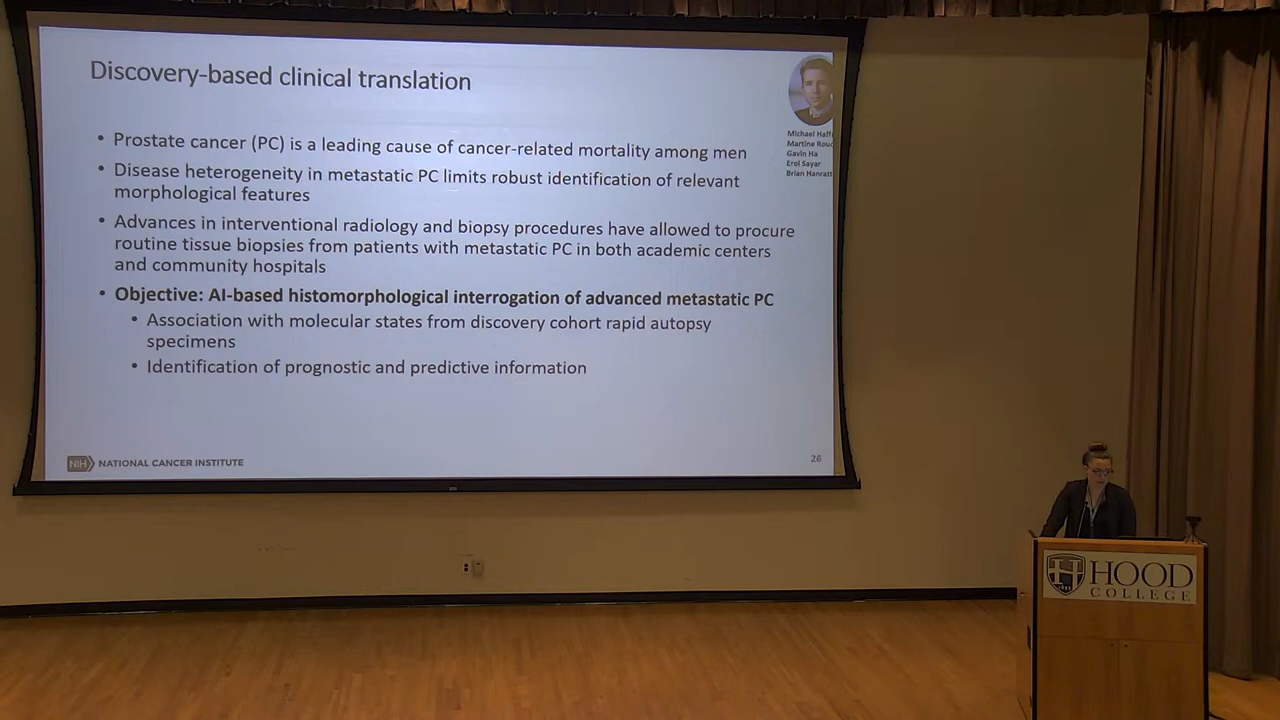 Discovery-based clinical translation
• Prostate cancer (PC) is a leading cause of cancer-related mortality among men
• Disease heterogeneity in metastatic PC limits robust identification of relevant
morphological features
• Advances in interventional radiology and biopsy procedures have allowed to procure
routine tissue biopsies from patients with metastatic PC in both academic centers
and community hospitals
• Objective: AI-based histomorphological interrogation of advanced metastatic PC
• Association with molecular states from discovery cohort rapid autopsy
specimens
• Identification of prognostic and predictive information
Michael
Martine
Gavin Ha
Erol Sayar
Brian
NIH NATIONAL CANCER INSTITUTE
26
HOOD
COLLEGE